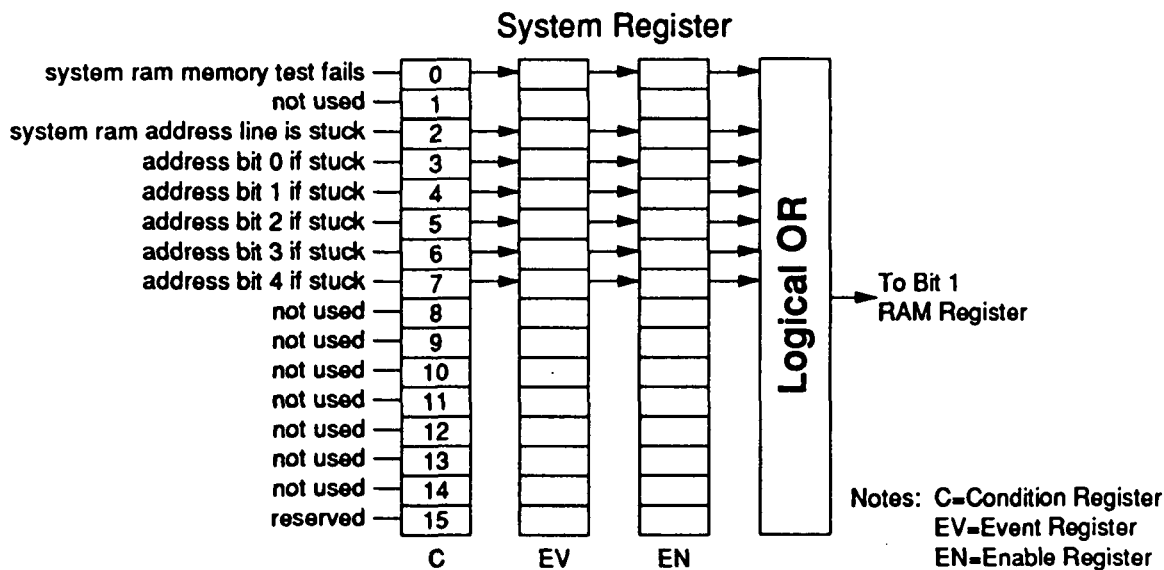 System Register
system ram memory test fails 0
not used 1
system ram address line is stuck 2
address bit 0 if stuck 3
address bit 1 if stuck 4
address bit 2 if stuck 5
address bit 3 if stuck 6
address bit 4 if stuck 7
not used 8
not used 9
not used 10
not used 11
not used 12
not used 13
not used 14
reserved 15
C EV EN
Logical OR
To Bit 1
RAM Register
Notes: C=Condition Register
EV=Event Register
EN=Enable Register